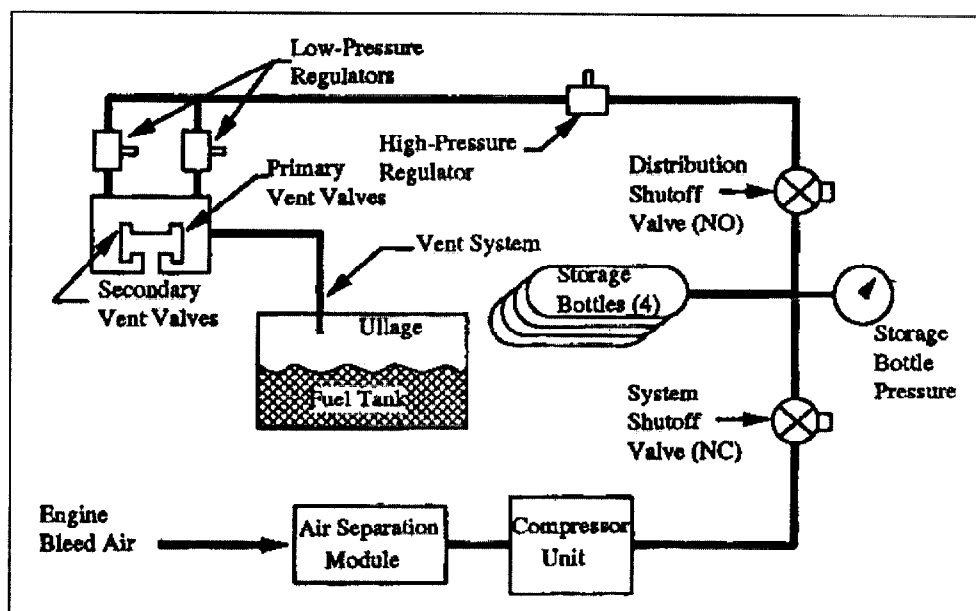 Low-Pressure
Regulators
High-Pressure
Regulator
Primary
Vent Valves
Distribution
Shutoff
Valve (NO)
Vent System
Secondary
Vent Valves
Storage
Bottles (4)
Ullage
Fuel Tank
Storage
Bottle
Pressure
System
Shutoff
Valve (NC)
Engine
Bleed Air
Air Separation
Module
Compressor
Unit